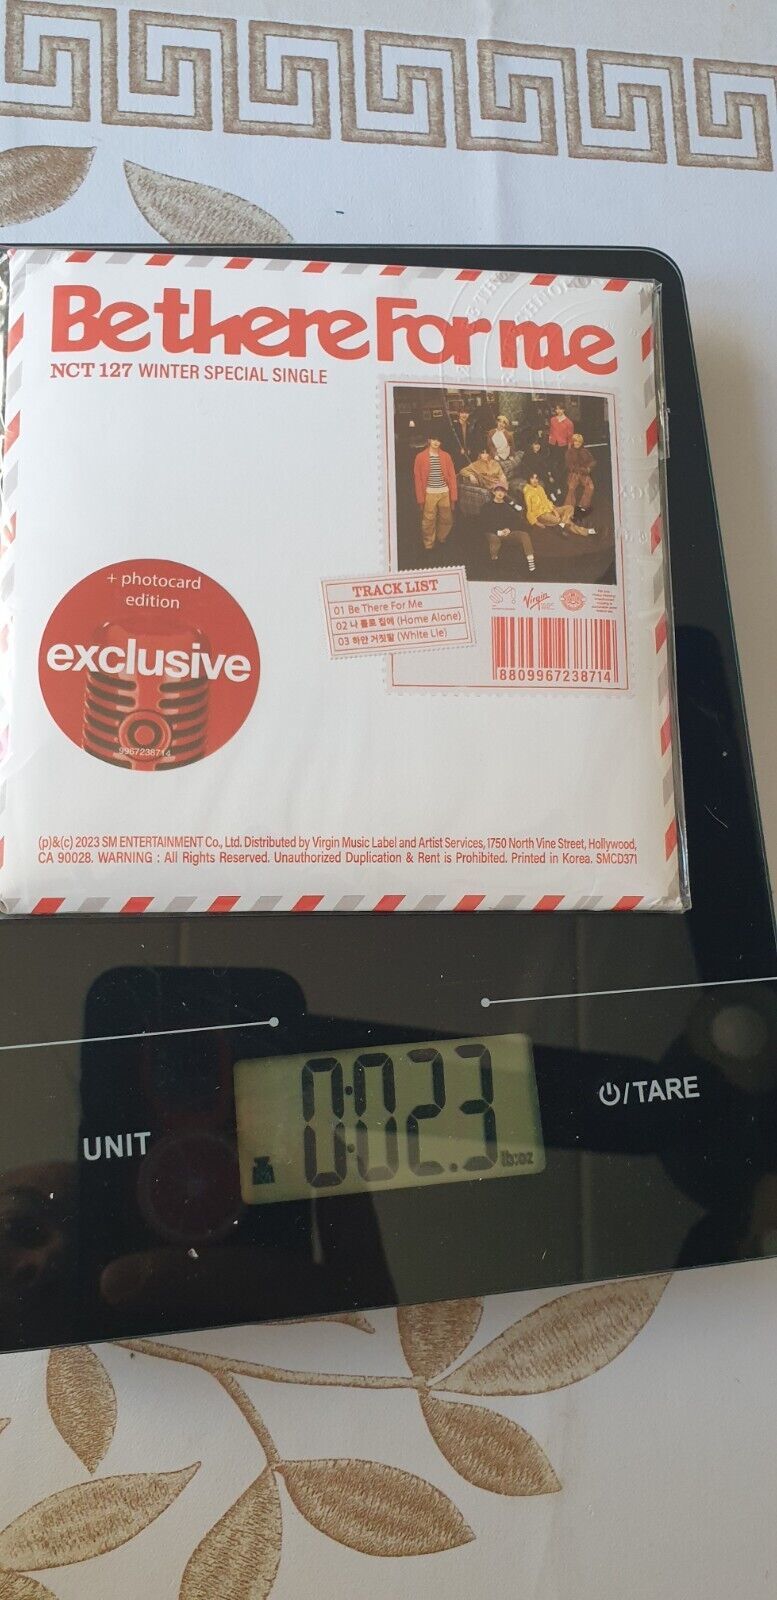 Be there For me
NCT 127 WINTER SPECIAL SINGLE
+ photocard
edition
exclusive
9967238714
TRACK LIST
01 Be There For Me
02 나 홀로 집에 (Home Alone)
03 하얀 거짓말 (White Lie)
SM
Virgin
8809967238714
(p)&(c) 2023 SM ENTERTAINMENT Co., Ltd. Distributed by Virgin Music Label and Artist Services, 1750 North Vine Street, Hollywood,
CA 90028. WARNING : All Rights Reserved. Unauthorized Duplication & Rent is Prohibited. Printed in Korea. SMCD371
0:02.3 lb:oz
UNIT
/TARE